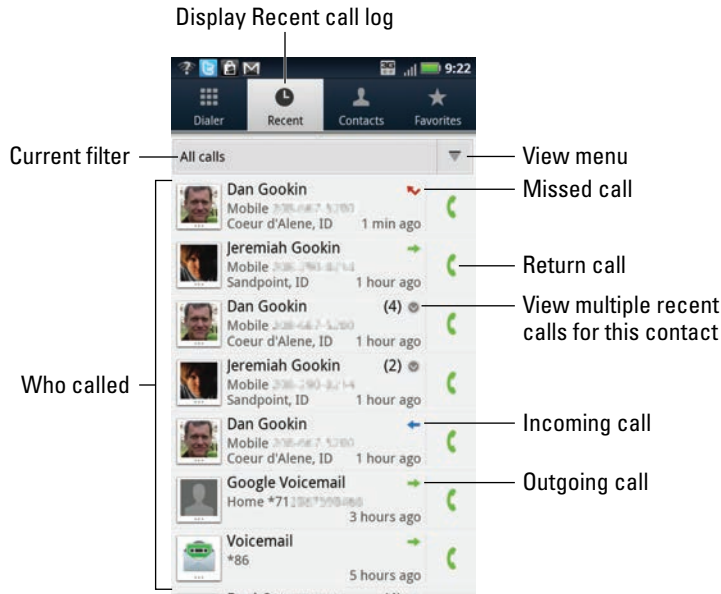 Display Recent call log
9:22
Dialer
Recent
Contacts
Favorites
Current filter
All calls
View menu
Dan Gookin
Missed call
Mobile
Coeur d'Alene, ID 1 min ago
Jeremiah Gookin
Return call
Mobile
Sandpoint, ID 1 hour ago
Dan Gookin (4)
View multiple recent
calls for this contact
Mobile
Coeur d'Alene, ID 1 hour ago
Jeremiah Gookin (2)
Who called
Mobile
Sandpoint, ID 1 hour ago
Dan Gookin
Incoming call
Mobile
Coeur d'Alene, ID 1 hour ago
Google Voicemail
Outgoing call
Home
3 hours ago
Voicemail
*86
5 hours ago